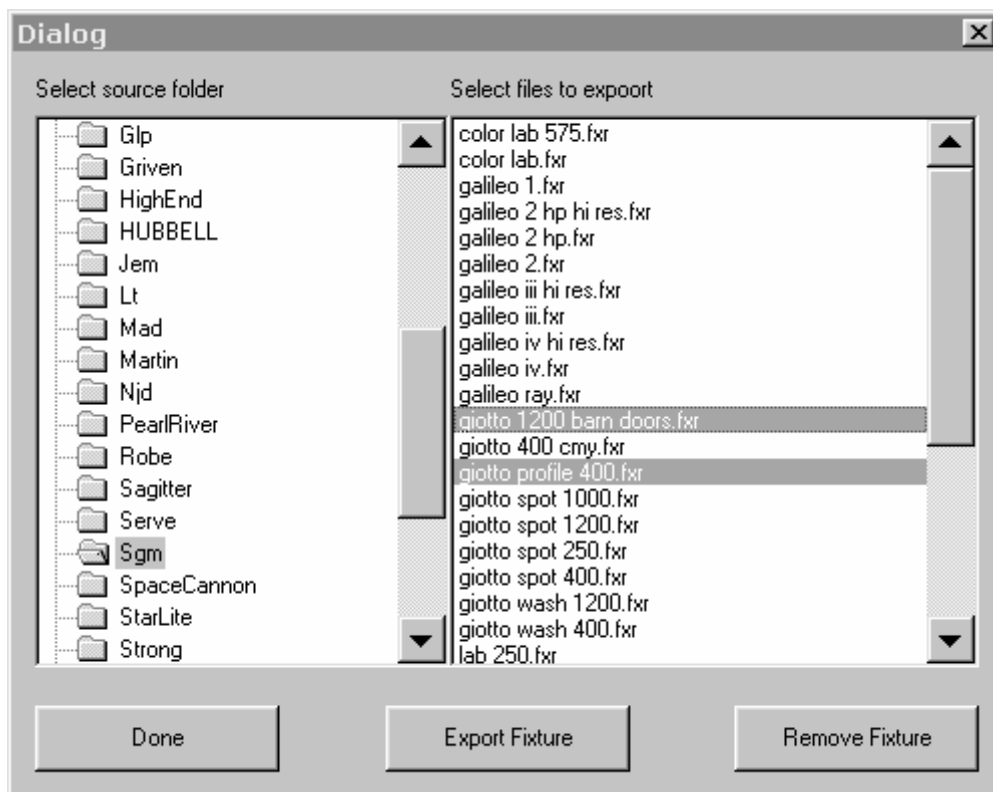 Dialog
Select source folder
Glp
Griven
HighEnd
HUBBELL
Jem
Lt
Mad
Martin
Njd
PearlRiver
Robe
Sagitter
Serve
Sgm
SpaceCannon
StarLite
Strong
Select files to expoort
color lab 575.fxr
color lab.fxr
galileo 1.fxr
galileo 2 hp hi res.fxr
galileo 2 hp.fxr
galileo 2.fxr
galileo iii hi res.fxr
galileo iii.fxr
galileo iv hi res.fxr
galileo iv.fxr
galileo ray.fxr
giotto 1200 barn doors.fxr
giotto 400 cmy.fxr
giotto profile 400.fxr
giotto spot 1000.fxr
giotto spot 1200.fxr
giotto spot 250.fxr
giotto spot 400.fxr
giotto wash 1200.fxr
giotto wash 400.fxr
lab 250.fxr
Done
Export Fixture
Remove Fixture